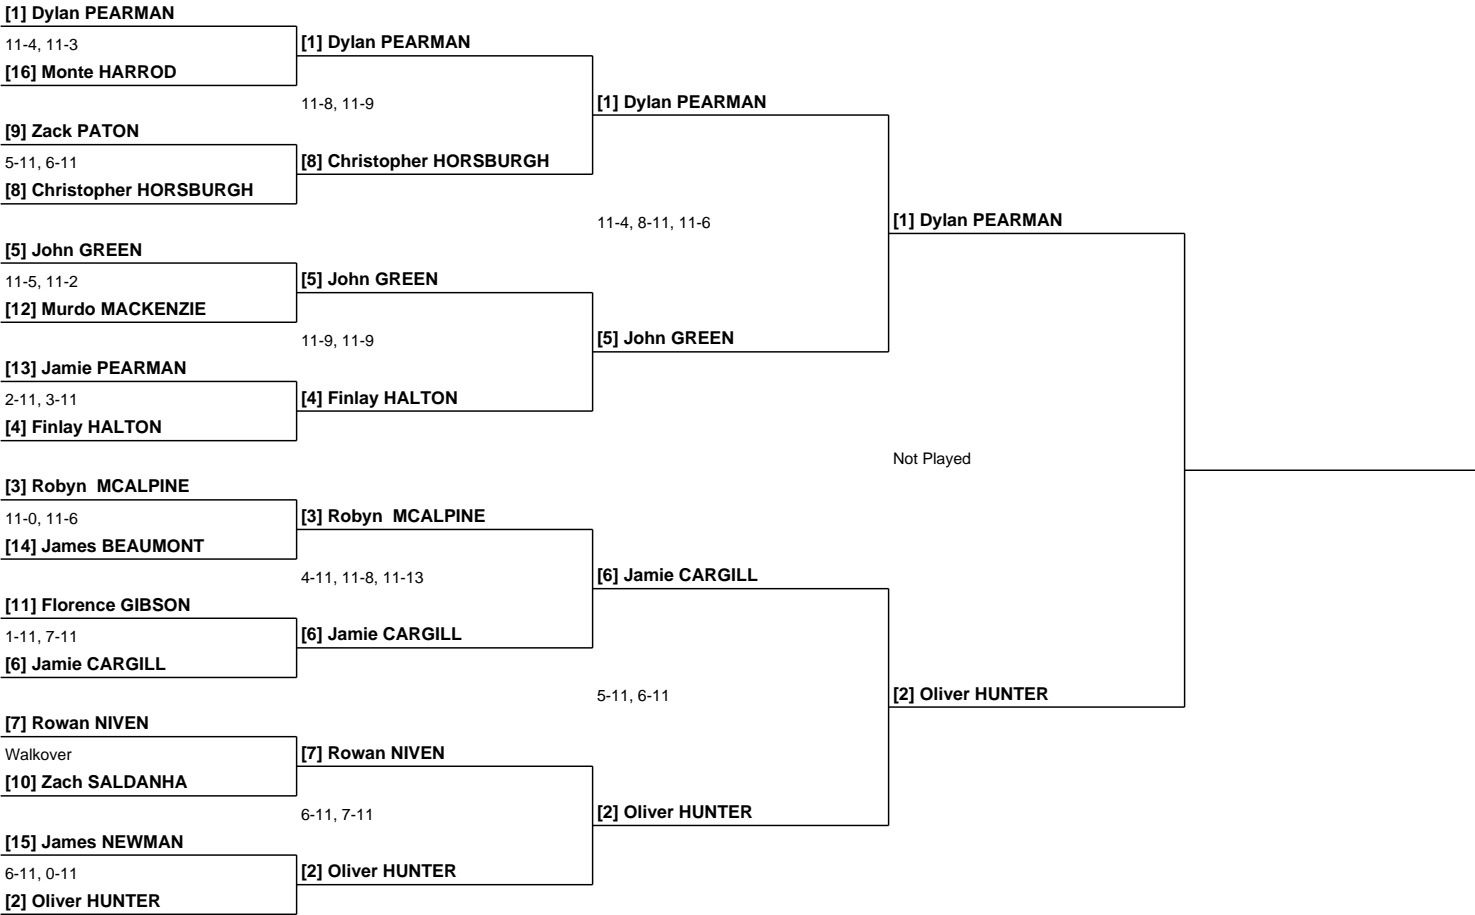 [1] Dylan PEARMAN
11-4, 11-3
[16] Monte HARROD
[9] Zack PATON
5-11, 6-11
[8] Christopher HORSBURGH
[5] John GREEN
11-5, 11-2
[12] Murdo MACKENZIE
[13] Jamie PEARMAN
2-11, 3-11
[4] Finlay HALTON
[3] Robyn  MCALPINE
11-0, 11-6
[14] James BEAUMONT
[11] Florence GIBSON
1-11, 7-11
[6] Jamie CARGILL
[7] Rowan NIVEN
Walkover
[10] Zach SALDANHA
[15] James NEWMAN
6-11, 0-11
[2] Oliver HUNTER
[1] Dylan PEARMAN
11-8, 11-9
[8] Christopher HORSBURGH
[5] John GREEN
11-9, 11-9
[4] Finlay HALTON
[3] Robyn  MCALPINE
4-11, 11-8, 11-13
[6] Jamie CARGILL
[7] Rowan NIVEN
6-11, 7-11
[2] Oliver HUNTER
[1] Dylan PEARMAN
11-4, 8-11, 11-6
[5] John GREEN
[6] Jamie CARGILL
5-11, 6-11
[2] Oliver HUNTER
[1] Dylan PEARMAN
Not Played
[2] Oliver HUNTER